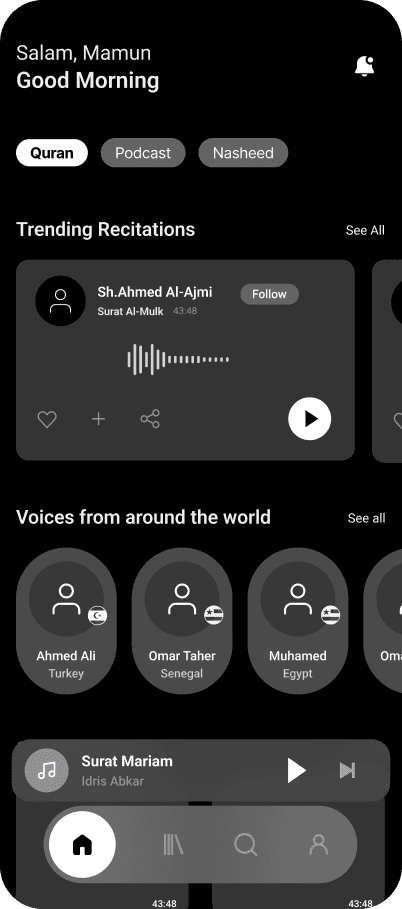 Salam, Mamun
Good Morning
Quran Podcast Nasheed
Trending Recitations See All
Sh.Ahmed Al-Ajmi Follow
Surat Al-Mulk 43:48
Voices from around the world See all
Ahmed Ali Omar Taher Muhamed
Turkey Senegal Egypt
Surat Mariam
Idris Abkar
43:48 43:48